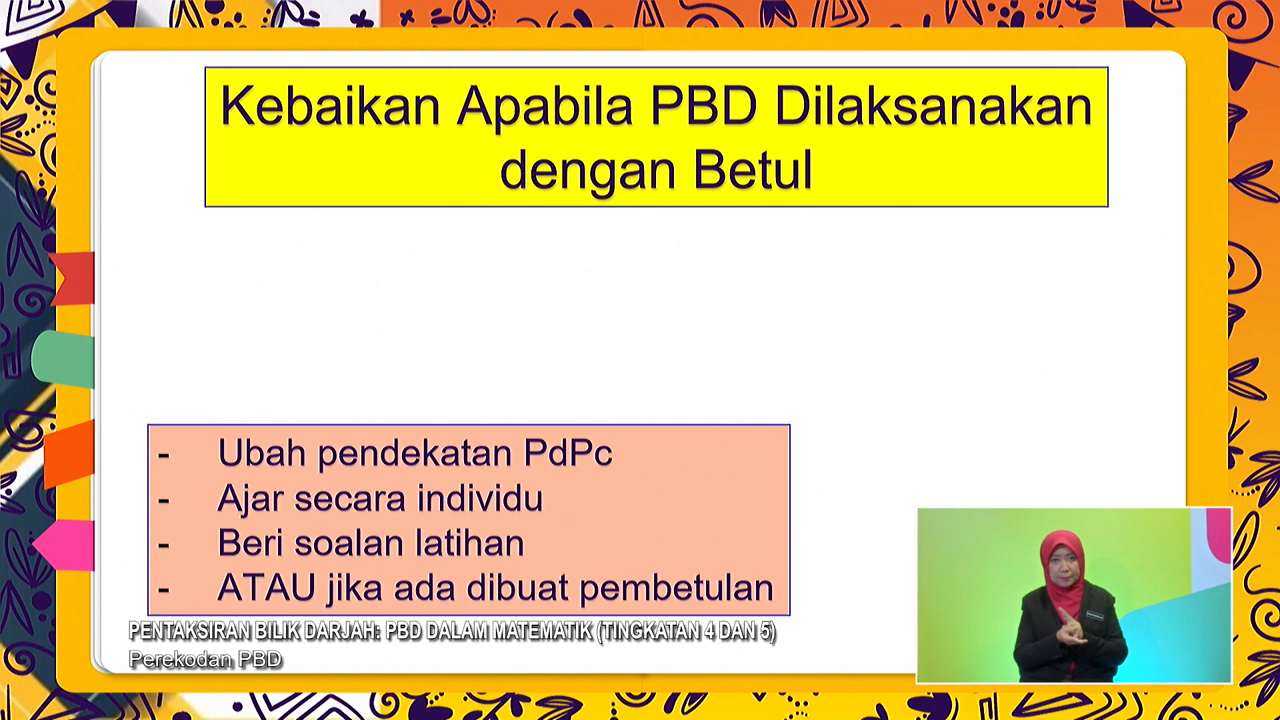 Kebaikan Apabila PBD Dilaksanakan
dengan Betul
- Ubah pendekatan PdPc
- Ajar secara individu
- Beri soalan latihan
- ATAU jika ada dibuat pembetulan
PENTAKSIRAN BILIK DARJAH: PBD DALAM MATEMATIK (TINGKATAN 4 DAN 5)
Perekodan PBD